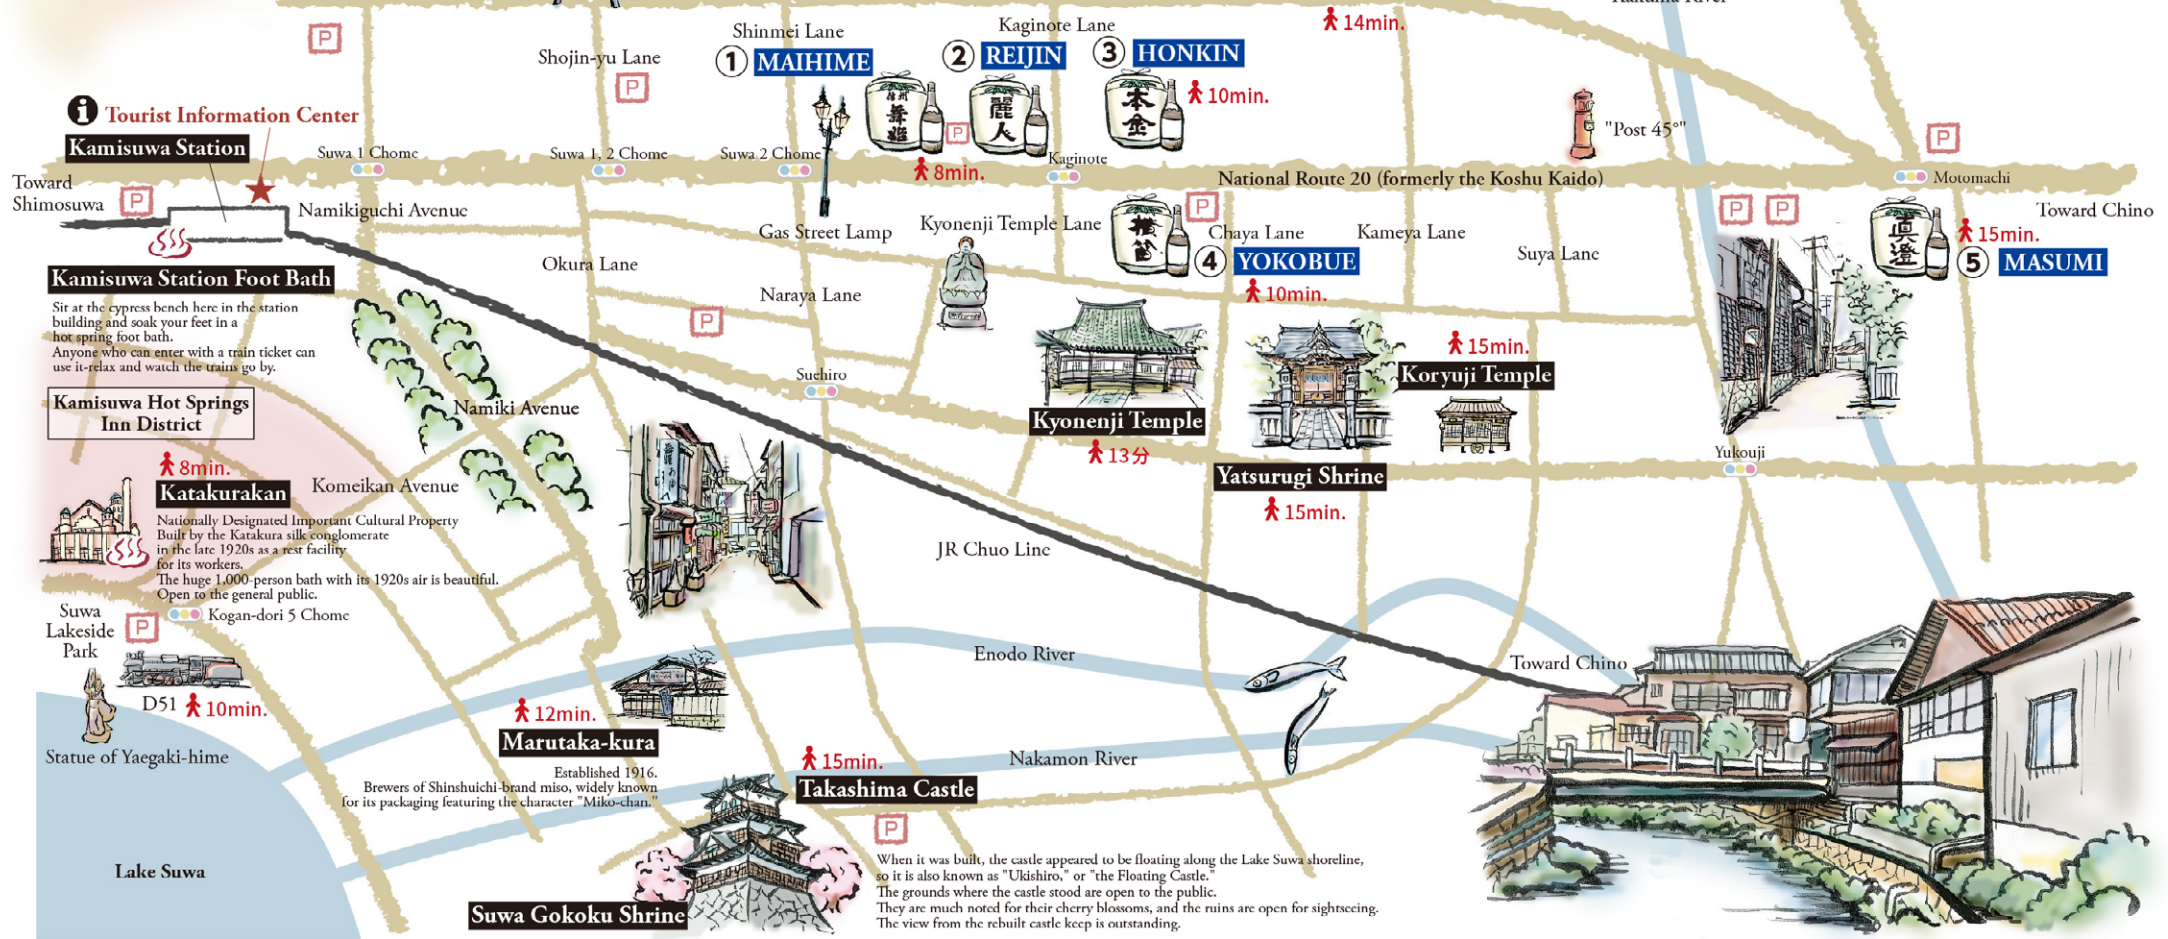 14min.
Shinmei Lane
Kaginote Lane
Shojin-yu Lane
① MAIHIME
② REIJIN
③ HONKIN
P
P
信州
舞姫
麗人
本金
10min.
P
i Tourist Information Center
Kamisuwa Station
"Post 45°"
P
Suwa 1 Chome
Suwa 1, 2 Chome
Suwa 2 Chome
Kaginote
8min.
National Route 20 (formerly the Koshu Kaido)
Motomachi
Toward
Shimosuwa
P
Namikiguchi Avenue
Gas Street Lamp
Kyonenji Temple Lane
横笛
P
Chaya Lane
Kameya Lane
Suya Lane
④ YOKOBUE
10min.
P
P
真澄
15min.
⑤ MASUMI
Toward Chino
Kamisuwa Station Foot Bath
Sit at the cypress bench here in the station
building and soak your feet in a
hot spring foot bath.
Anyone who can enter with a train ticket can
use it-relax and watch the trains go by.
Okura Lane
Naraya Lane
P
Suehiro
15min.
Koryuji Temple
Kyonenji Temple
13分
Yatsurugi Shrine
15min.
Yukouji
Kamisuwa Hot Springs
Inn District
Namiki Avenue
8min.
Katakurakan
Komeikan Avenue
Nationally Designated Important Cultural Property
Built by the Katakura silk conglomerate
in the late 1920s as a rest facility
for its workers.
The huge 1,000-person bath with its 1920s air is beautiful.
Open to the general public.
JR Chuo Line
Suwa
Lakeside
Park
P
Kogan-dori 5 Chome
D51
10min.
Statue of Yaegaki-hime
Enodo River
Toward Chino
12min.
Marutaka-kura
Established 1916.
Brewers of Shinshuichi-brand miso, widely known
for its packaging featuring the character "Miko-chan."
Nakamon River
15min.
Takashima Castle
P
When it was built, the castle appeared to be floating along the Lake Suwa shoreline,
so it is also known as "Ukishiro," or "the Floating Castle."
The grounds where the castle stood are open to the public.
They are much noted for their cherry blossoms, and the ruins are open for sightseeing.
The view from the rebuilt castle keep is outstanding.
Lake Suwa
Suwa Gokoku Shrine